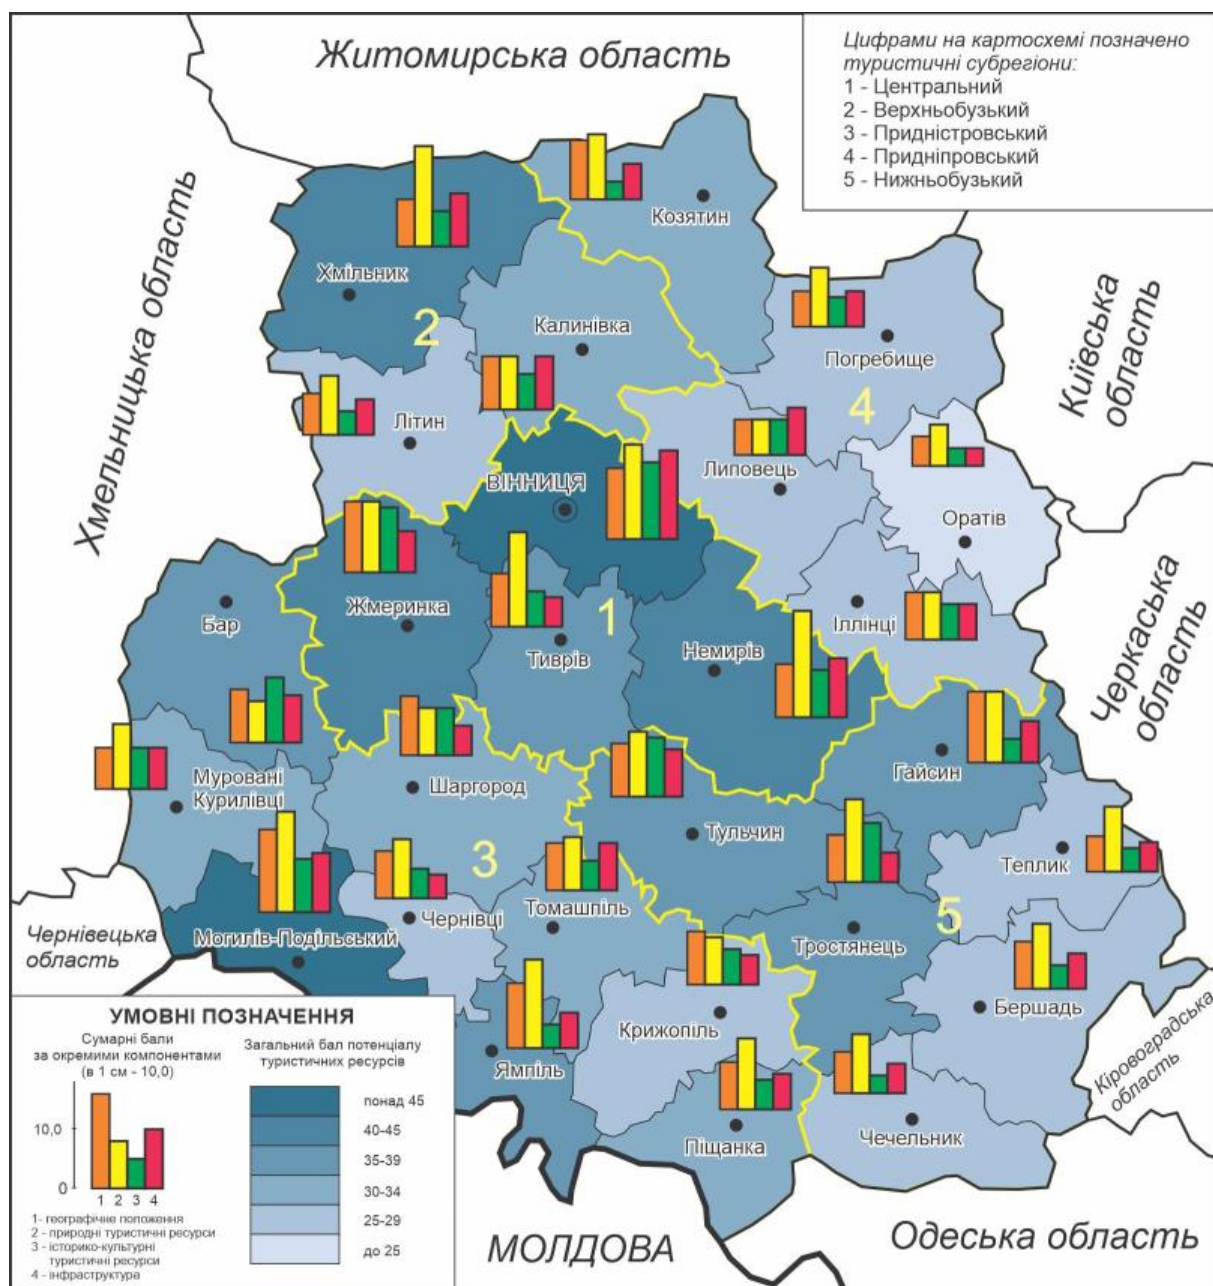 Житомирська область
Цифрами на картосхемі позначено
туристичні субрегіони:
1 - Центральний
2 - Верхньобузький
3 - Придністровський
4 - Придніпровський
5 - Нижньобузький
Хмельницька область
Козятин
Хмільник
2
Калинівка
Погребище
Київська
область
4
Літин
Липовець
ВІННИЦЯ
Оратів
Жмеринка
1
Бар
Тиврів
Немирів
Іллінці
Черкаська
область
Гайсин
Муровані
Курилівці
Шаргород
Тульчин
3
Теплик
Томашпіль
Чернівці
5
Чернівецька
область
Могилів-Подільський
Тростянець
Бершадь
Крижопіль
Ямпіль
Кіровоградська
область
Піщанка
Чечельник
МОЛДОВА
Одеська область
УМОВНІ ПОЗНАЧЕННЯ
Сумарні бали
за окремими компонентами
(в 1 см - 10,0)
10,0
0
1 2 3 4
1- географічне положення
2 - природні туристичні ресурси
3 - історико-культурні
туристичні ресурси
4 - інфраструктура
Загальний бал потенціалу
туристичних ресурсів
понад 45
40-45
35-39
30-34
25-29
до 25